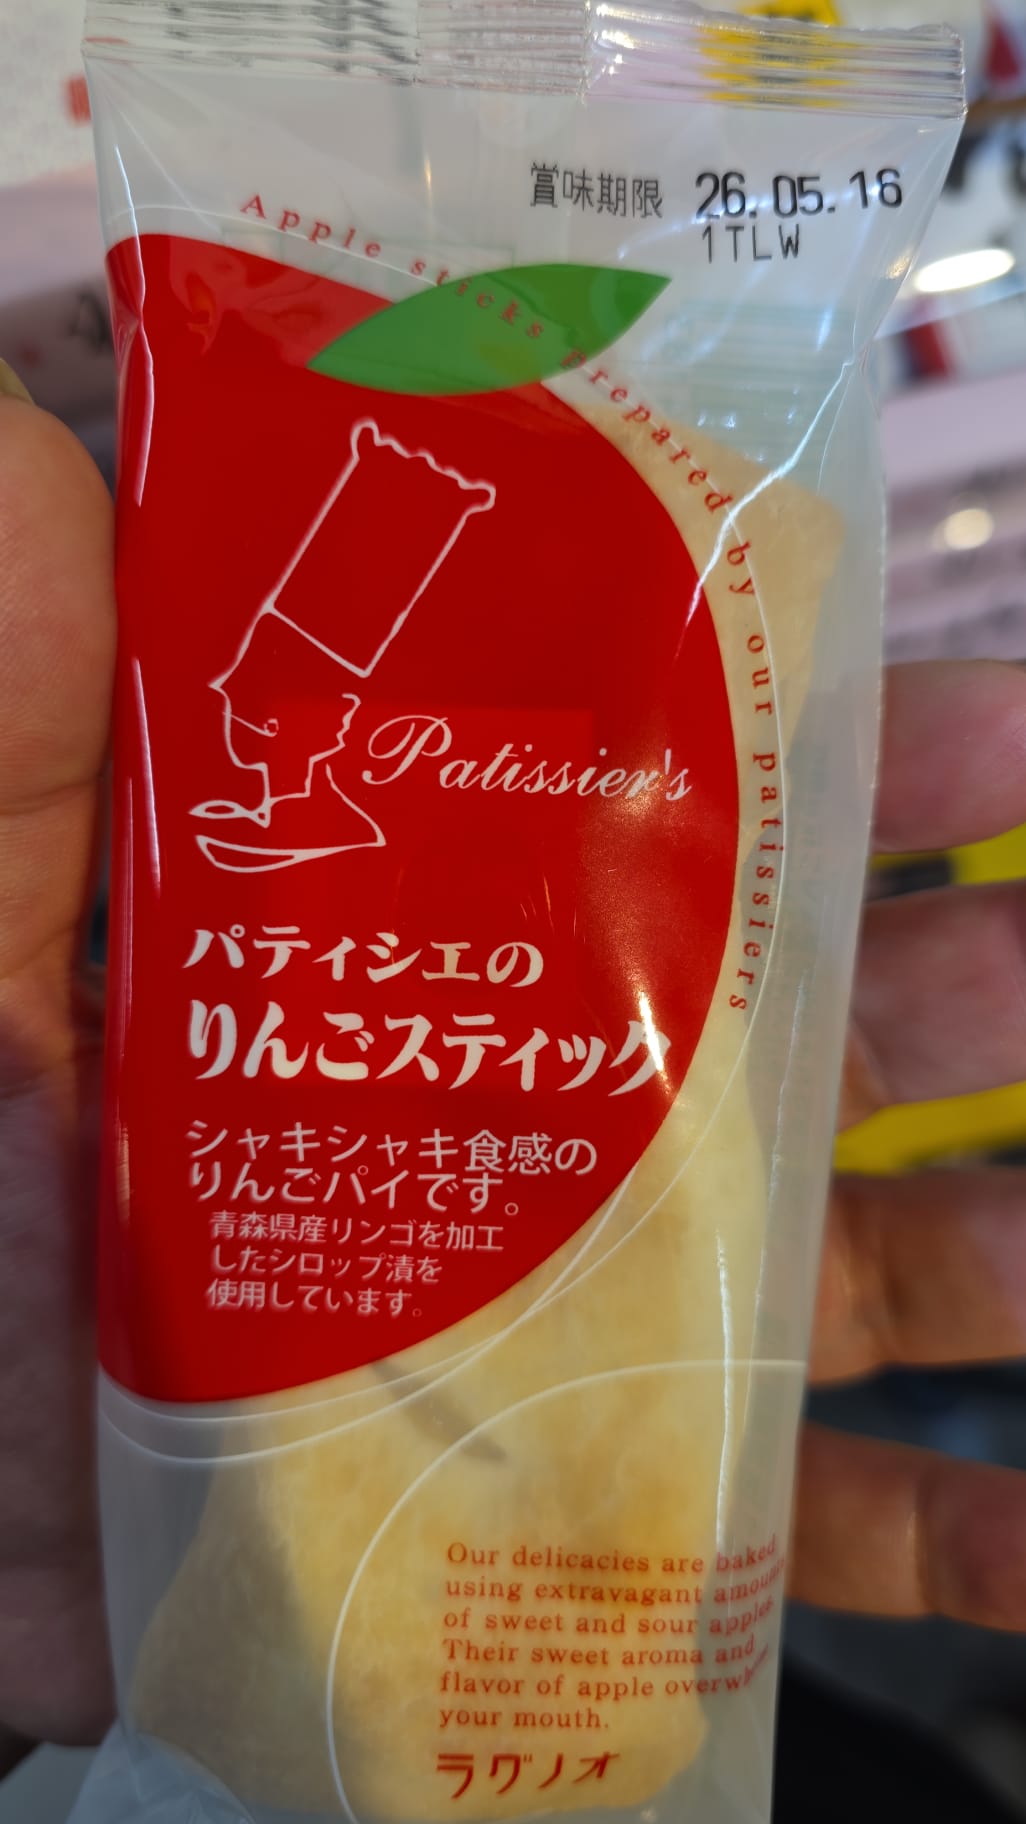 賞味期限 26.05.16
1TLW
Apple sticks prepared by our patissiers
Patissier's
パティシエの
りんごスティック
シャキシャキ食感の
りんごパイです。
青森県産リンゴを加工
したシロップ漬を
使用しています。
Our delicacies are baked
using extravagant
of sweet and sour
Their sweet aroma and
flavor of apple
your mouth.
ラグノオ